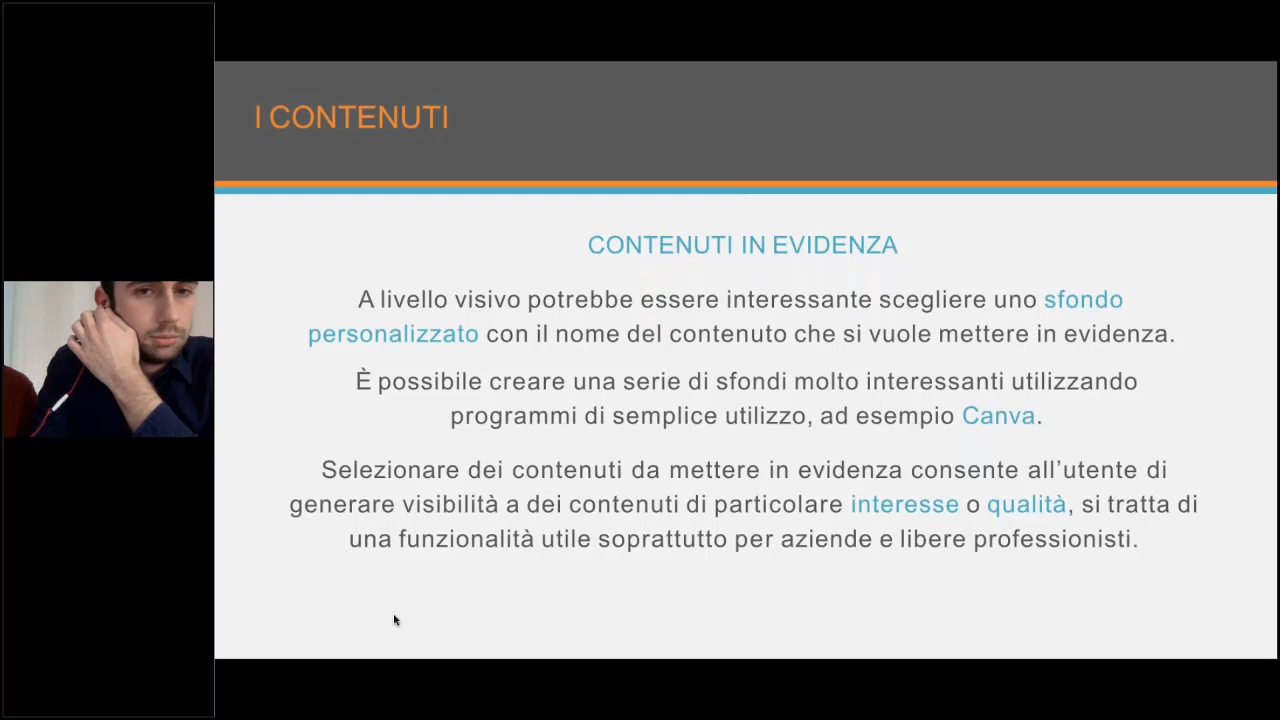 I CONTENUTI
CONTENUTI IN EVIDENZA
A livello visivo potrebbe essere interessante scegliere uno sfondo
personalizzato con il nome del contenuto che si vuole mettere in evidenza.
È possibile creare una serie di sfondi molto interessanti utilizzando
programmi di semplice utilizzo, ad esempio Canva.
Selezionare dei contenuti da mettere in evidenza consente all’utente di
generare visibilità a dei contenuti di particolare interesse o qualità, si tratta di
una funzionalità utile soprattutto per aziende e libere professionisti.